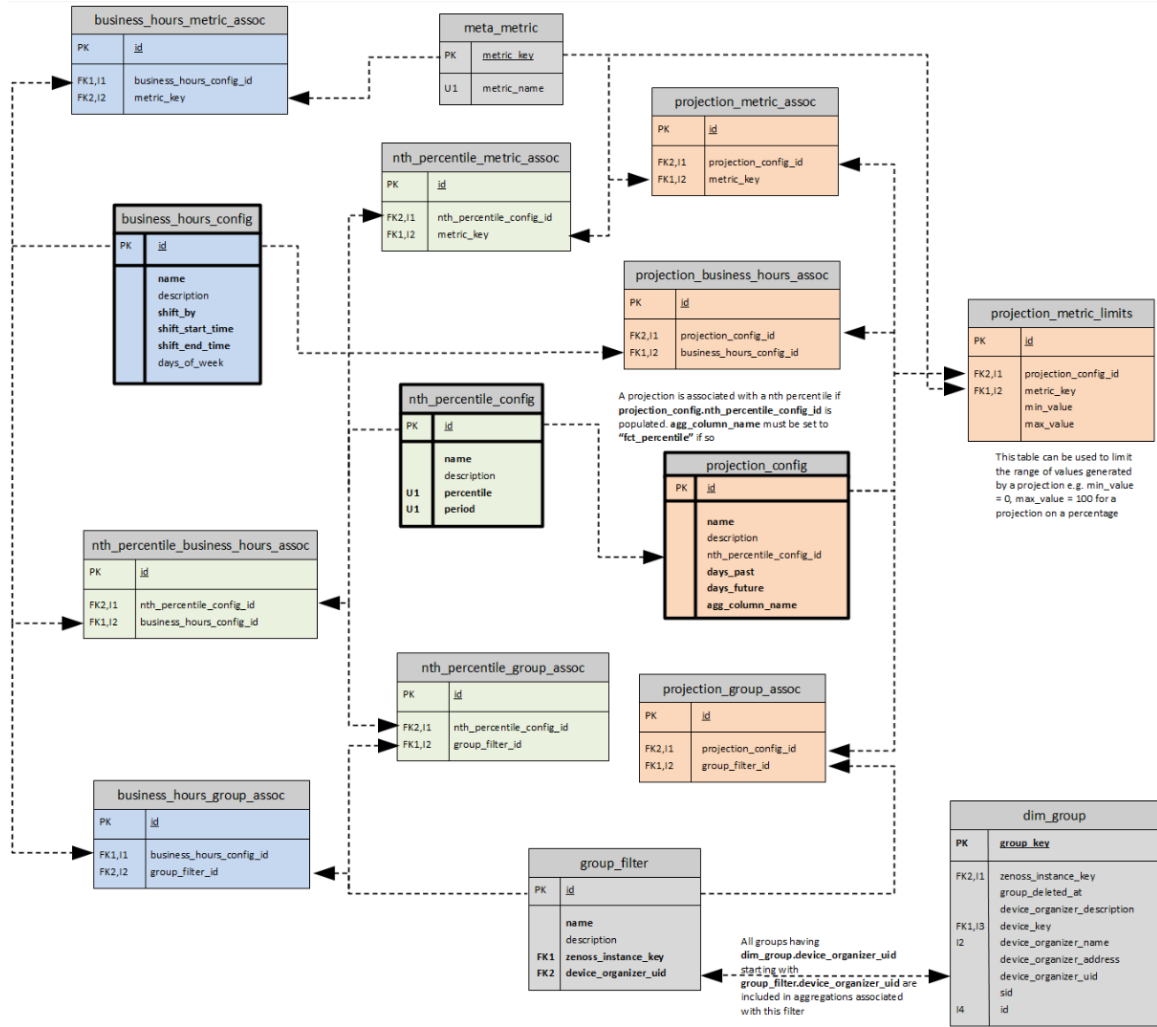 business_hours_metric_assoc
PK id
FK1,I1 business_hours_config_id
FK2,I2 metric_key
meta_metric
PK metric_key
U1 metric_name
projection_metric_assoc
PK id
FK2,I1 projection_config_id
FK1,I2 metric_key
nth_percentile_metric_assoc
PK id
FK2,I1 nth_percentile_config_id
FK1,I2 metric_key
business_hours_config
PK id
name
description
shift_by
shift_start_time
shift_end_time
days_of_week
projection_business_hours_assoc
PK id
FK2,I1 projection_config_id
FK1,I2 business_hours_config_id
projection_metric_limits
PK id
FK2,I1 projection_config_id
FK1,I2 metric_key
min_value
max_value
This table can be used to limit
the range of values generated
by a projection e.g. min_value
= 0, max_value = 100 for a
projection on a percentage
nth_percentile_config
PK id
name
description
U1 percentile
U1 period
A projection is associated with a nth percentile if
projection_config.nth_percentile_config_id is
populated. agg_column_name must be set to
“fct_percentile” if so
projection_config
PK id
name
description
nth_percentile_config_id
days_past
days_future
agg_column_name
nth_percentile_business_hours_assoc
PK id
FK2,I1 nth_percentile_config_id
FK1,I2 business_hours_config_id
nth_percentile_group_assoc
PK id
FK2,I1 nth_percentile_config_id
FK1,I2 group_filter_id
projection_group_assoc
PK id
FK2,I1 projection_config_id
FK1,I2 group_filter_id
business_hours_group_assoc
PK id
FK1,I1 business_hours_config_id
FK2,I2 group_filter_id
group_filter
PK id
name
description
FK1 zenoss_instance_key
FK2 device_organizer_uid
All groups having
dim_group.device_organizer_uid
starting with
group_filter.device_organizer_uid are
included in aggregations associated
with this filter
dim_group
PK group_key
FK2,I1 zenoss_instance_key
group_deleted_at
device_organizer_description
FK1,I3 device_key
I2 device_organizer_name
device_organizer_address
device_organizer_uid
sid
I4 id